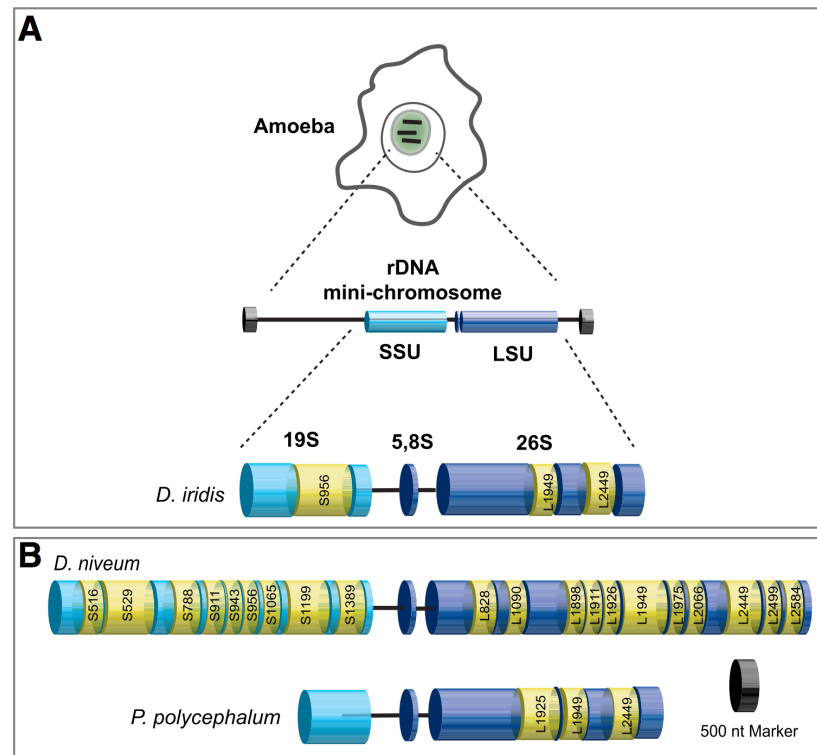 A
Amoeba
rDNA
mini-chromosome
SSU
LSU
19S
5,8S
26S
D. iridis
S956
L1949
L2449
B
D. niveum
S516
S529
S788
S911
S943
S956
S1065
S1199
S1389
L828
L1090
L1898
L1911
L1926
L1949
L1975
L2066
L2449
L2499
L2584
P. polycephalum
L1925
L1949
L2449
500 nt Marker